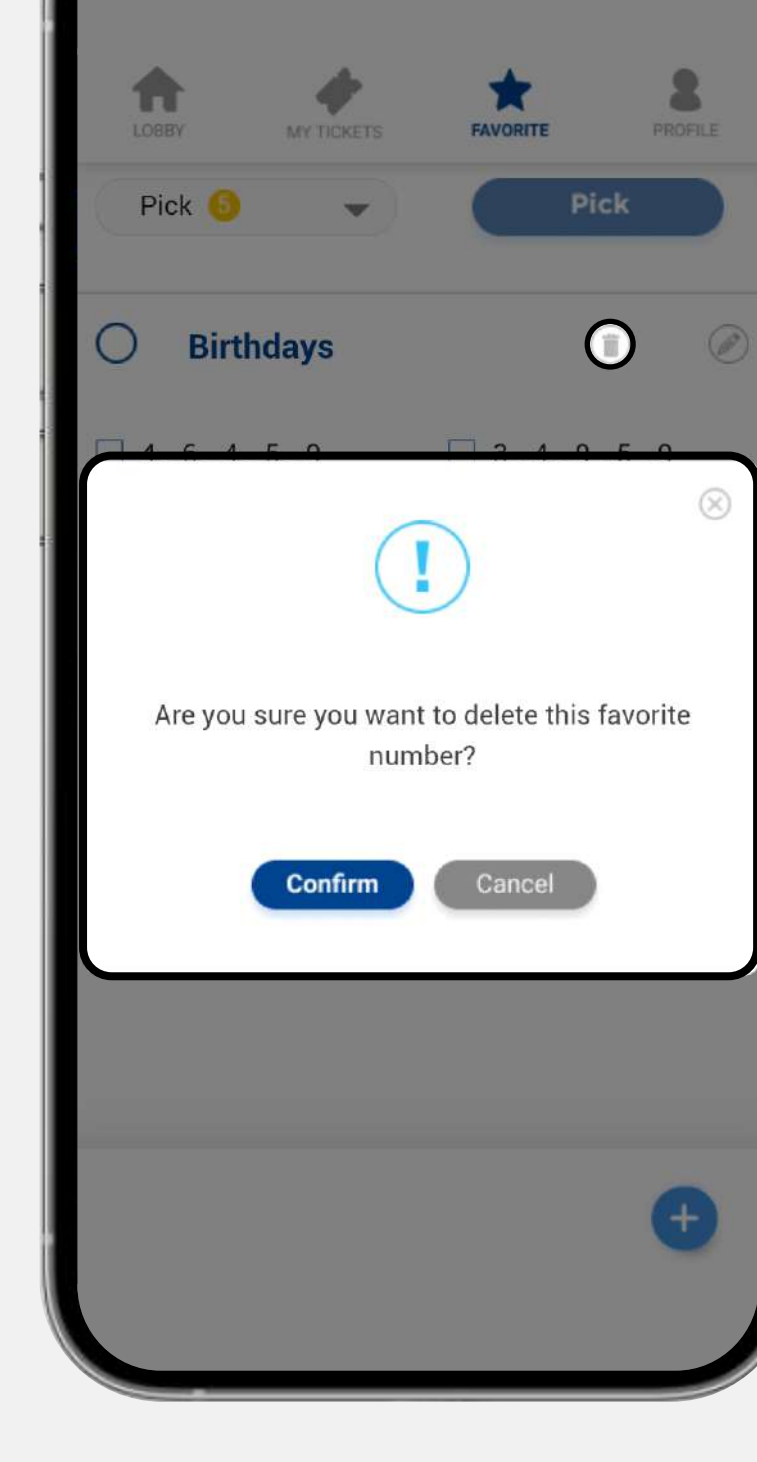 LOBBY MY TICKETS FAVORITE PROFILE
Pick 5 Pick
Birthdays
Are you sure you want to delete this favorite
number?
Confirm Cancel